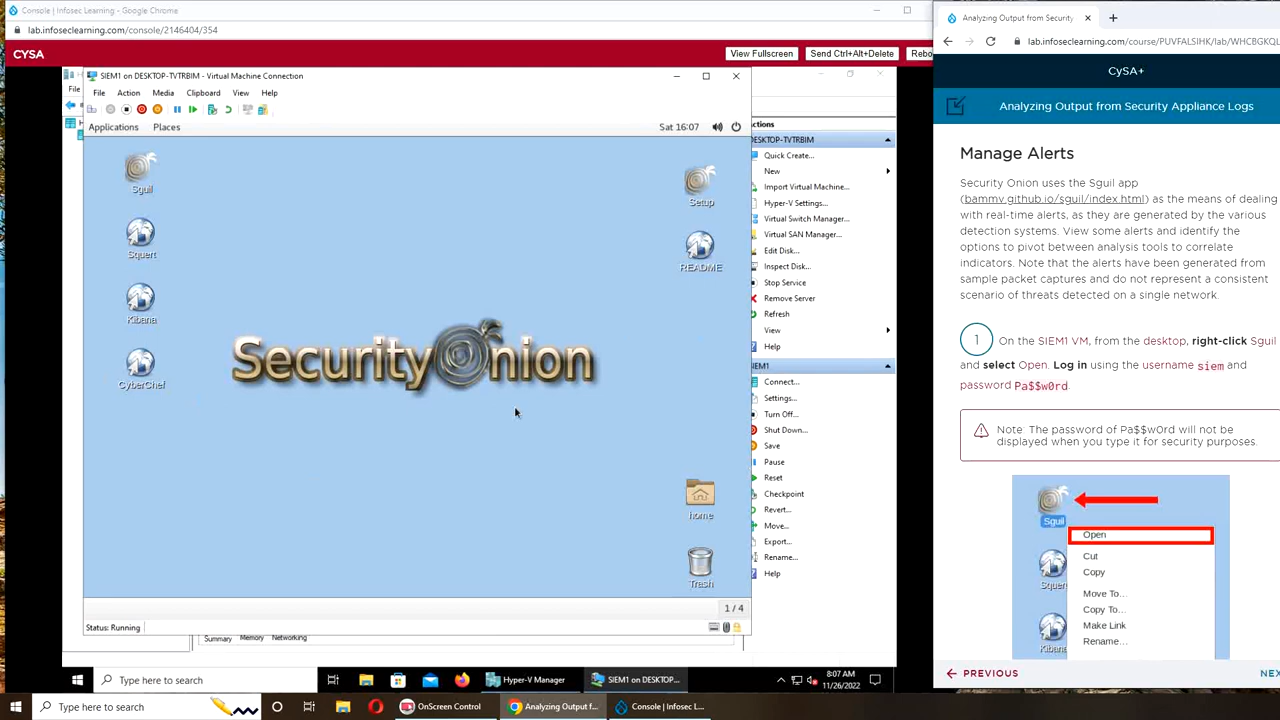 Console | Infosec Learning - Google Chrome
lab.infoseclearning.com/console/2146404/354
CYSA
View Fullscreen
Send Ctrl+Alt+Delete
Rebo
SIEM1 on DESKTOP-TVTRBIM - Virtual Machine Connection
File
Action
Media
Clipboard
View
Help
Applications
Places
Sat 16:07
Sguil
Squert
Kibana
CyberChef
Setup
README
Security Onion
home
Trash
1 / 4
Status: Running
Summary
Memory
Networking
ctions
DESKTOP-TVTRBIM
Quick Create...
New
Import Virtual Machine...
Hyper-V Settings...
Virtual Switch Manager...
Virtual SAN Manager...
Edit Disk...
Inspect Disk...
Stop Service
Remove Server
Refresh
View
Help
SIEM1
Connect...
Settings...
Turn Off...
Shut Down...
Save
Pause
Reset
Checkpoint
Revert...
Move...
Export...
Rename...
Help
Type here to search
Hyper-V Manager
SIEM1 on DESKTOP...
8:07 AM
11/26/2022
Type here to search
OnScreen Control
Analyzing Output f...
Console | Infosec L...
Analyzing Output from Security
lab.infoseclearning.com/course/PUVFALSIHK/lab/WHCBGKQL
CySA+
Analyzing Output from Security Appliance Logs
Manage Alerts
Security Onion uses the Sguil app
(bammv.github.io/sguil/index.html) as the means of dealing
with real-time alerts, as they are generated by the various
detection systems. View some alerts and identify the
options to pivot between analysis tools to correlate
indicators. Note that the alerts have been generated from
sample packet captures and do not represent a consistent
scenario of threats detected on a single network.
1 On the SIEM1 VM, from the desktop, right-click Sguil
and select Open. Log in using the username siem and
password Pa$$w0rd.
Note: The password of Pa$$w0rd will not be
displayed when you type it for security purposes.
Sguil
Open
Cut
Copy
Move To...
Copy To...
Make Link
Rename...
Squer
Kibana
PREVIOUS
NEX